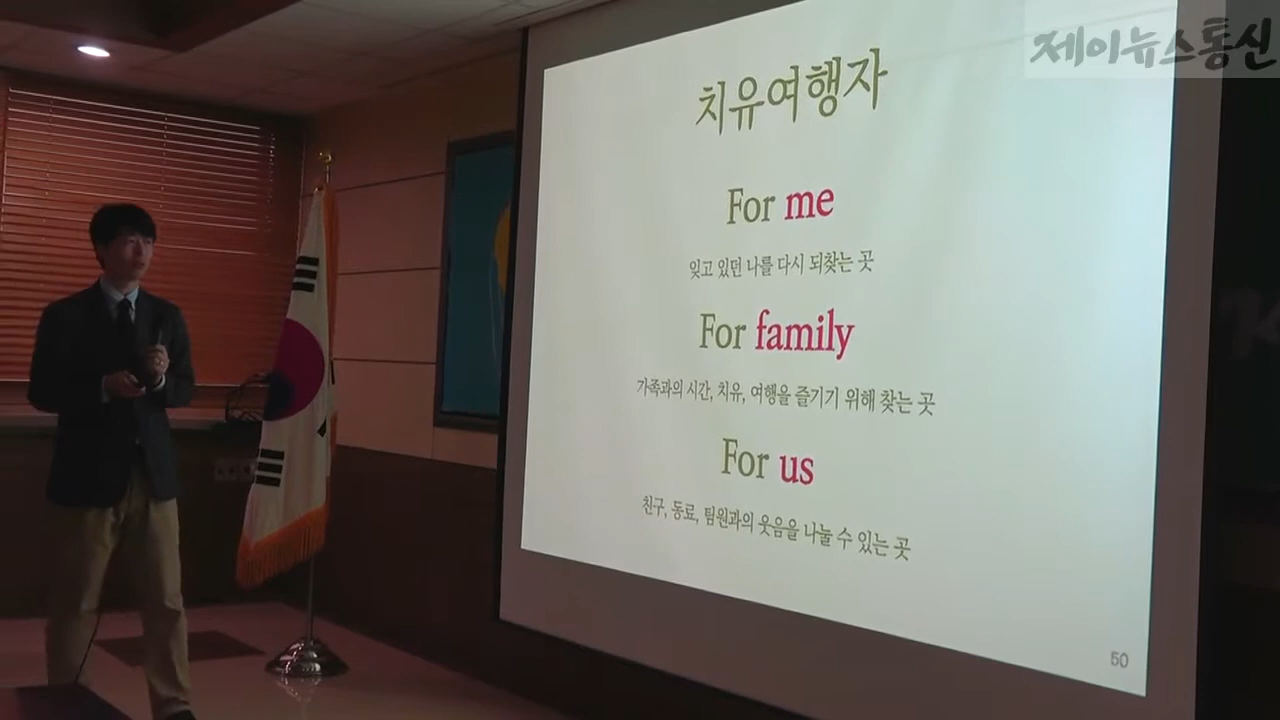 제이뉴스통신
치유여행자
For me
잊고 있던 나를 다시 되찾는 곳
For family
가족과의 시간, 치유, 여행을 즐기기 위해 찾는 곳
For us
친구, 동료, 팀원과의 웃음을 나눌 수 있는 곳
50